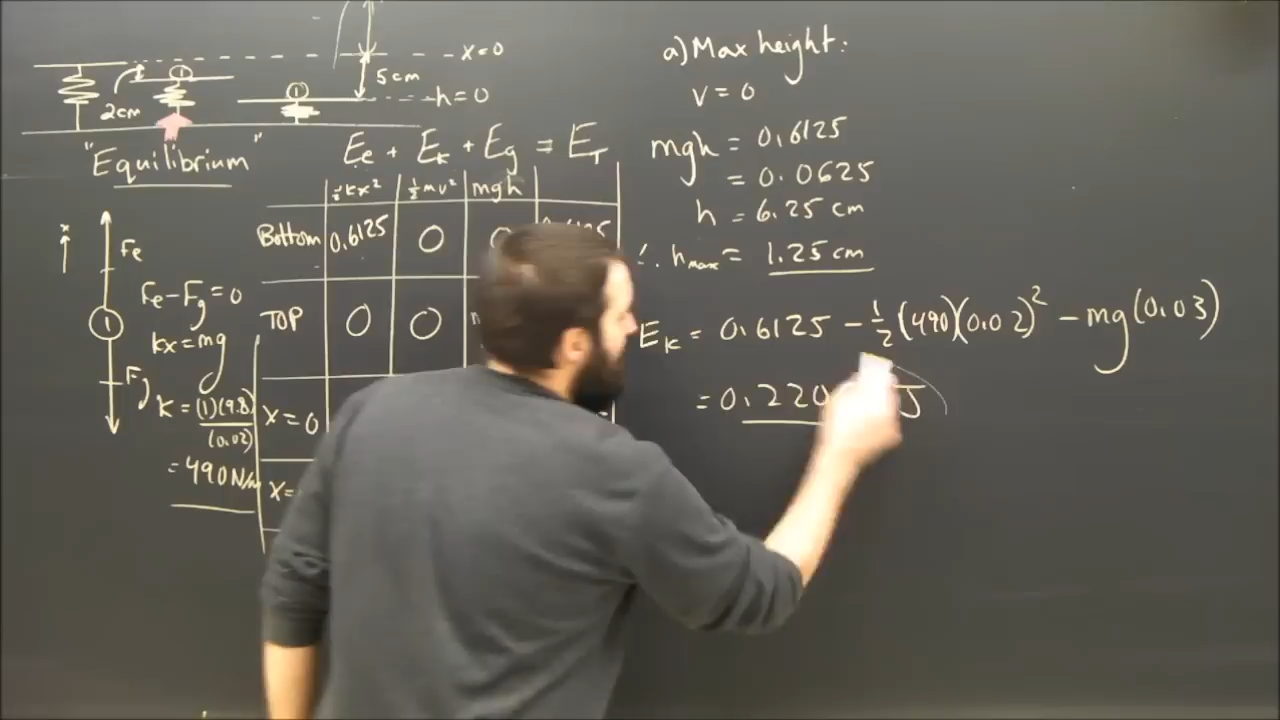 x=0
5cm
h=0
2cm
1
1
"Equilibrium"
Fe
Fe-Fg=0
1
kx=mg
Fg
k=(1)(9.8)/(0.02)
=490N/m
x
Ee + Ek + Eg = ET
½kx² ½mv² mgh
Bottom 0.6125 0
TOP 0 0
x=0
x=
a) Max height:
v=0
mgh = 0.6125
= 0.0625
h = 6.25 cm
∴ hmax = 1.25 cm
EK = 0.6125 - ½(490)(0.02)² - mg(0.03)
= 0.220 J